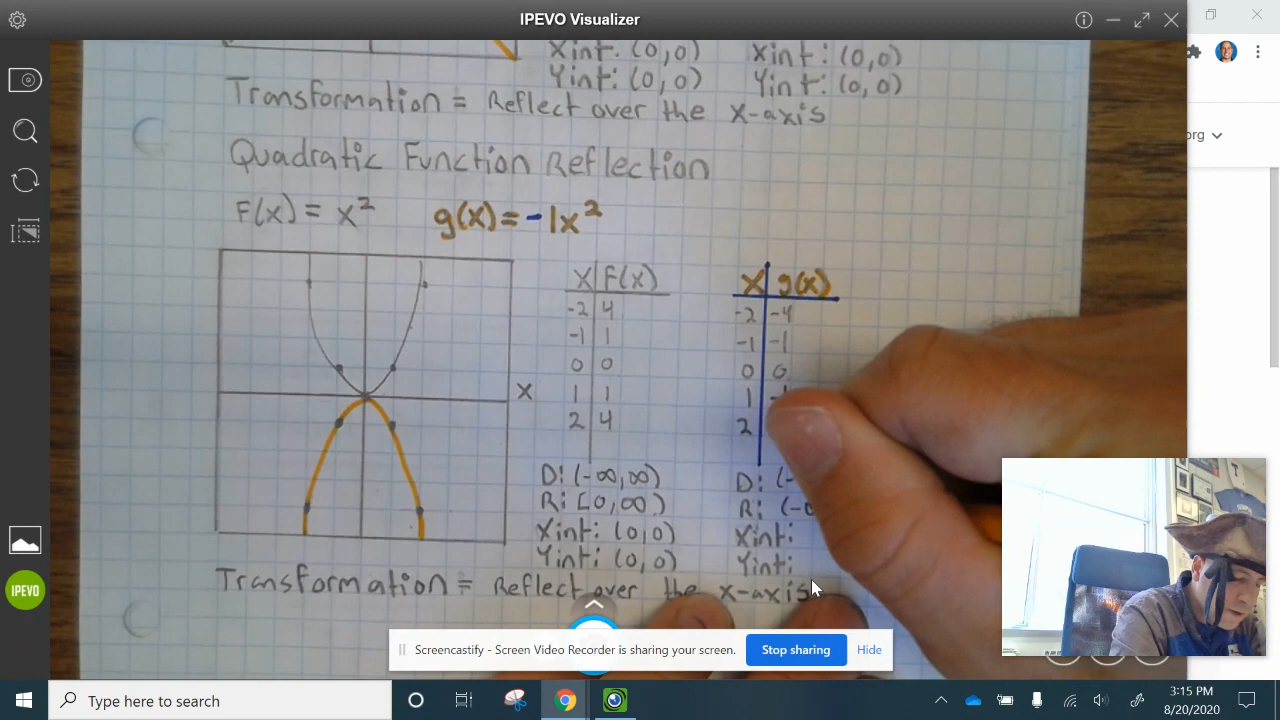 IPEVO Visualizer
Xint: (0,0) Xint: (0,0)
Yint: (0,0) Yint: (0,0)
Transformation = Reflect over the x-axis
Quadratic Function Reflection
F(x) = x² g(x) = -1x²
X F(x) X g(x)
-2 4 -2 -4
-1 1 -1 -1
0 0 0 0
1 1 1
2 4 2
X
D: (-∞,∞) D: (-
R: [0,∞) R: (-
Xint: (0,0) Xint:
Yint: (0,0) Yint:
Transformation = Reflect over the x-axis
org
IPEVO
Screencastify - Screen Video Recorder is sharing your screen. Stop sharing Hide
Type here to search
3:15 PM
8/20/2020